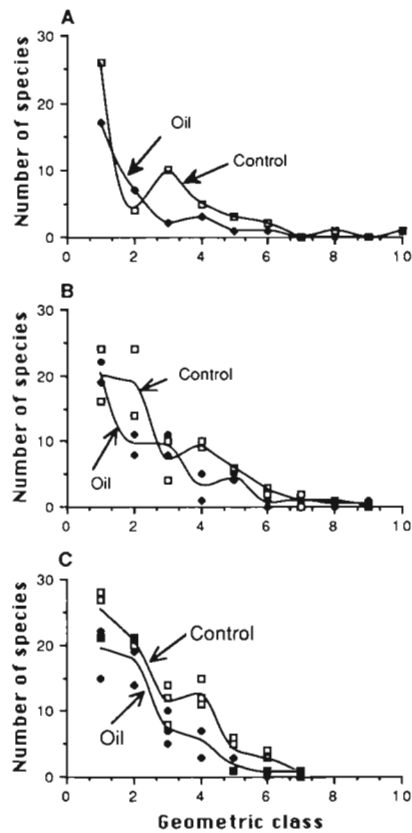 A
Number of species
30
20
10
0
Oil
Control
0 2 4 6 8 10
B
Number of species
30
20
10
0
Control
Oil
0 2 4 6 8 10
C
Number of species
30
20
10
0
Control
Oil
0 2 4 6 8 10
Geometric class